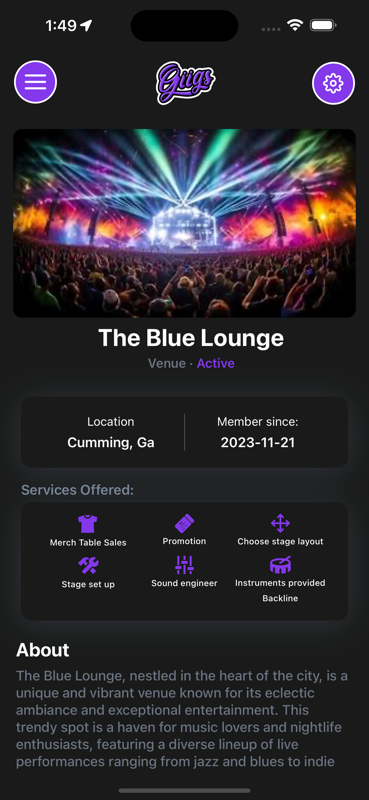 1:49
Giigs
The Blue Lounge
Venue · Active
Location
Member since:
Cumming, Ga
2023-11-21
Services Offered:
Merch Table Sales
Promotion
Choose stage layout
Stage set up
Sound engineer
Instruments provided
Backline
About
The Blue Lounge, nestled in the heart of the city, is a
unique and vibrant venue known for its eclectic
ambiance and exceptional entertainment. This
trendy spot is a haven for music lovers and nightlife
enthusiasts, featuring a diverse lineup of live
performances ranging from jazz and blues to indie